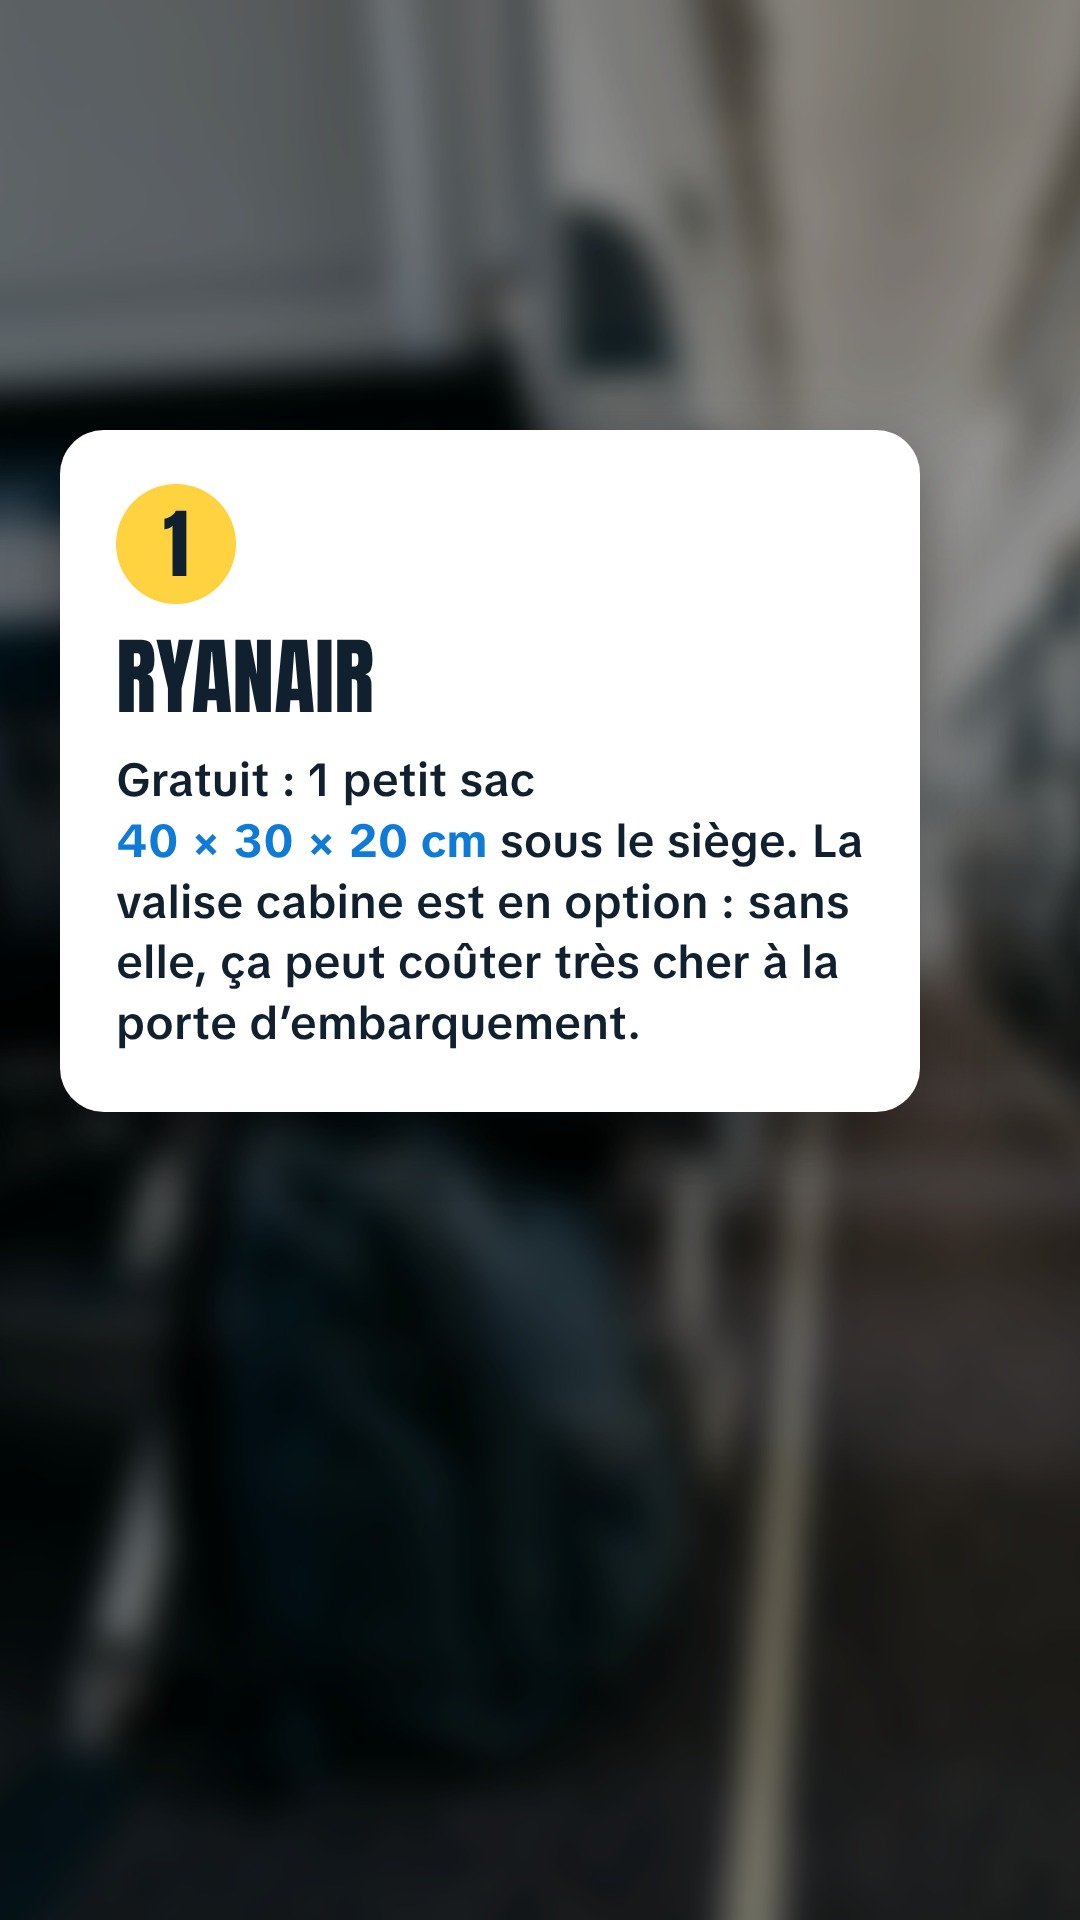 1
RYANAIR
Gratuit : 1 petit sac
40 × 30 × 20 cm sous le siège. La
valise cabine est en option : sans
elle, ça peut coûter très cher à la
porte d’embarquement.